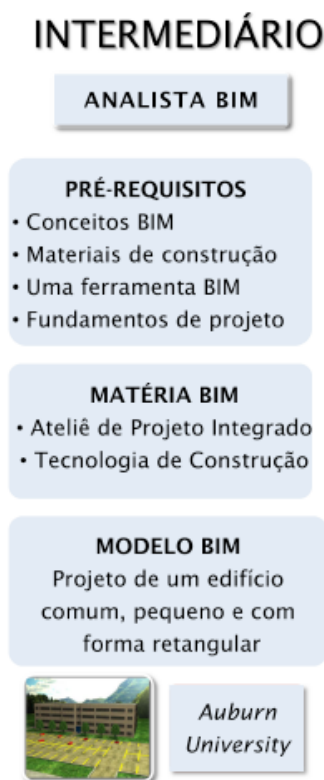 INTERMEDIÁRIO
ANALISTA BIM
PRÉ-REQUISITOS
• Conceitos BIM
• Materiais de construção
• Uma ferramenta BIM
• Fundamentos de projeto
MATÉRIA BIM
• Ateliê de Projeto Integrado
• Tecnologia de Construção
MODELO BIM
Projeto de um edifício
comum, pequeno e com
forma retangular
Auburn
University